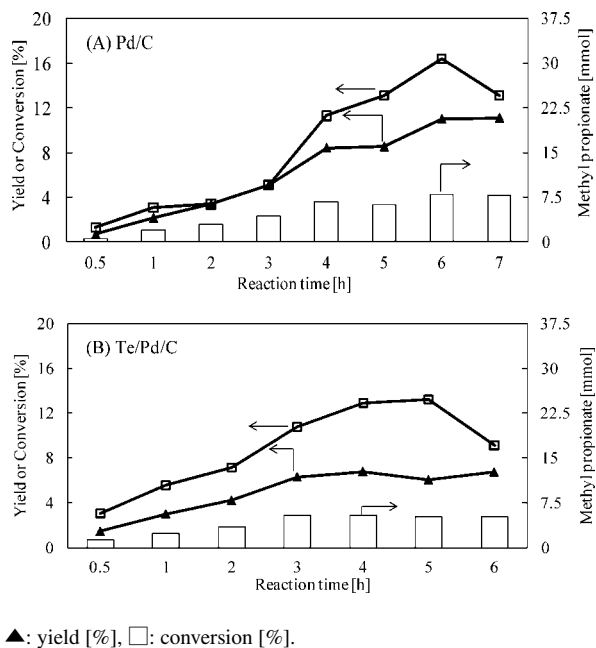 (A) Pd/C
20
16
12
8
4
0
Yield or Conversion [%]
37.5
30
22.5
15
7.5
0
Methyl propionate [mmol]
0.5 1 2 3 4 5 6 7
Reaction time [h]
(B) Te/Pd/C
20
16
12
8
4
0
Yield or Conversion [%]
37.5
30
22.5
15
7.5
0
Methyl propionate [mmol]
0.5 1 2 3 4 5 6
Reaction time [h]
▲: yield [%], □: conversion [%].